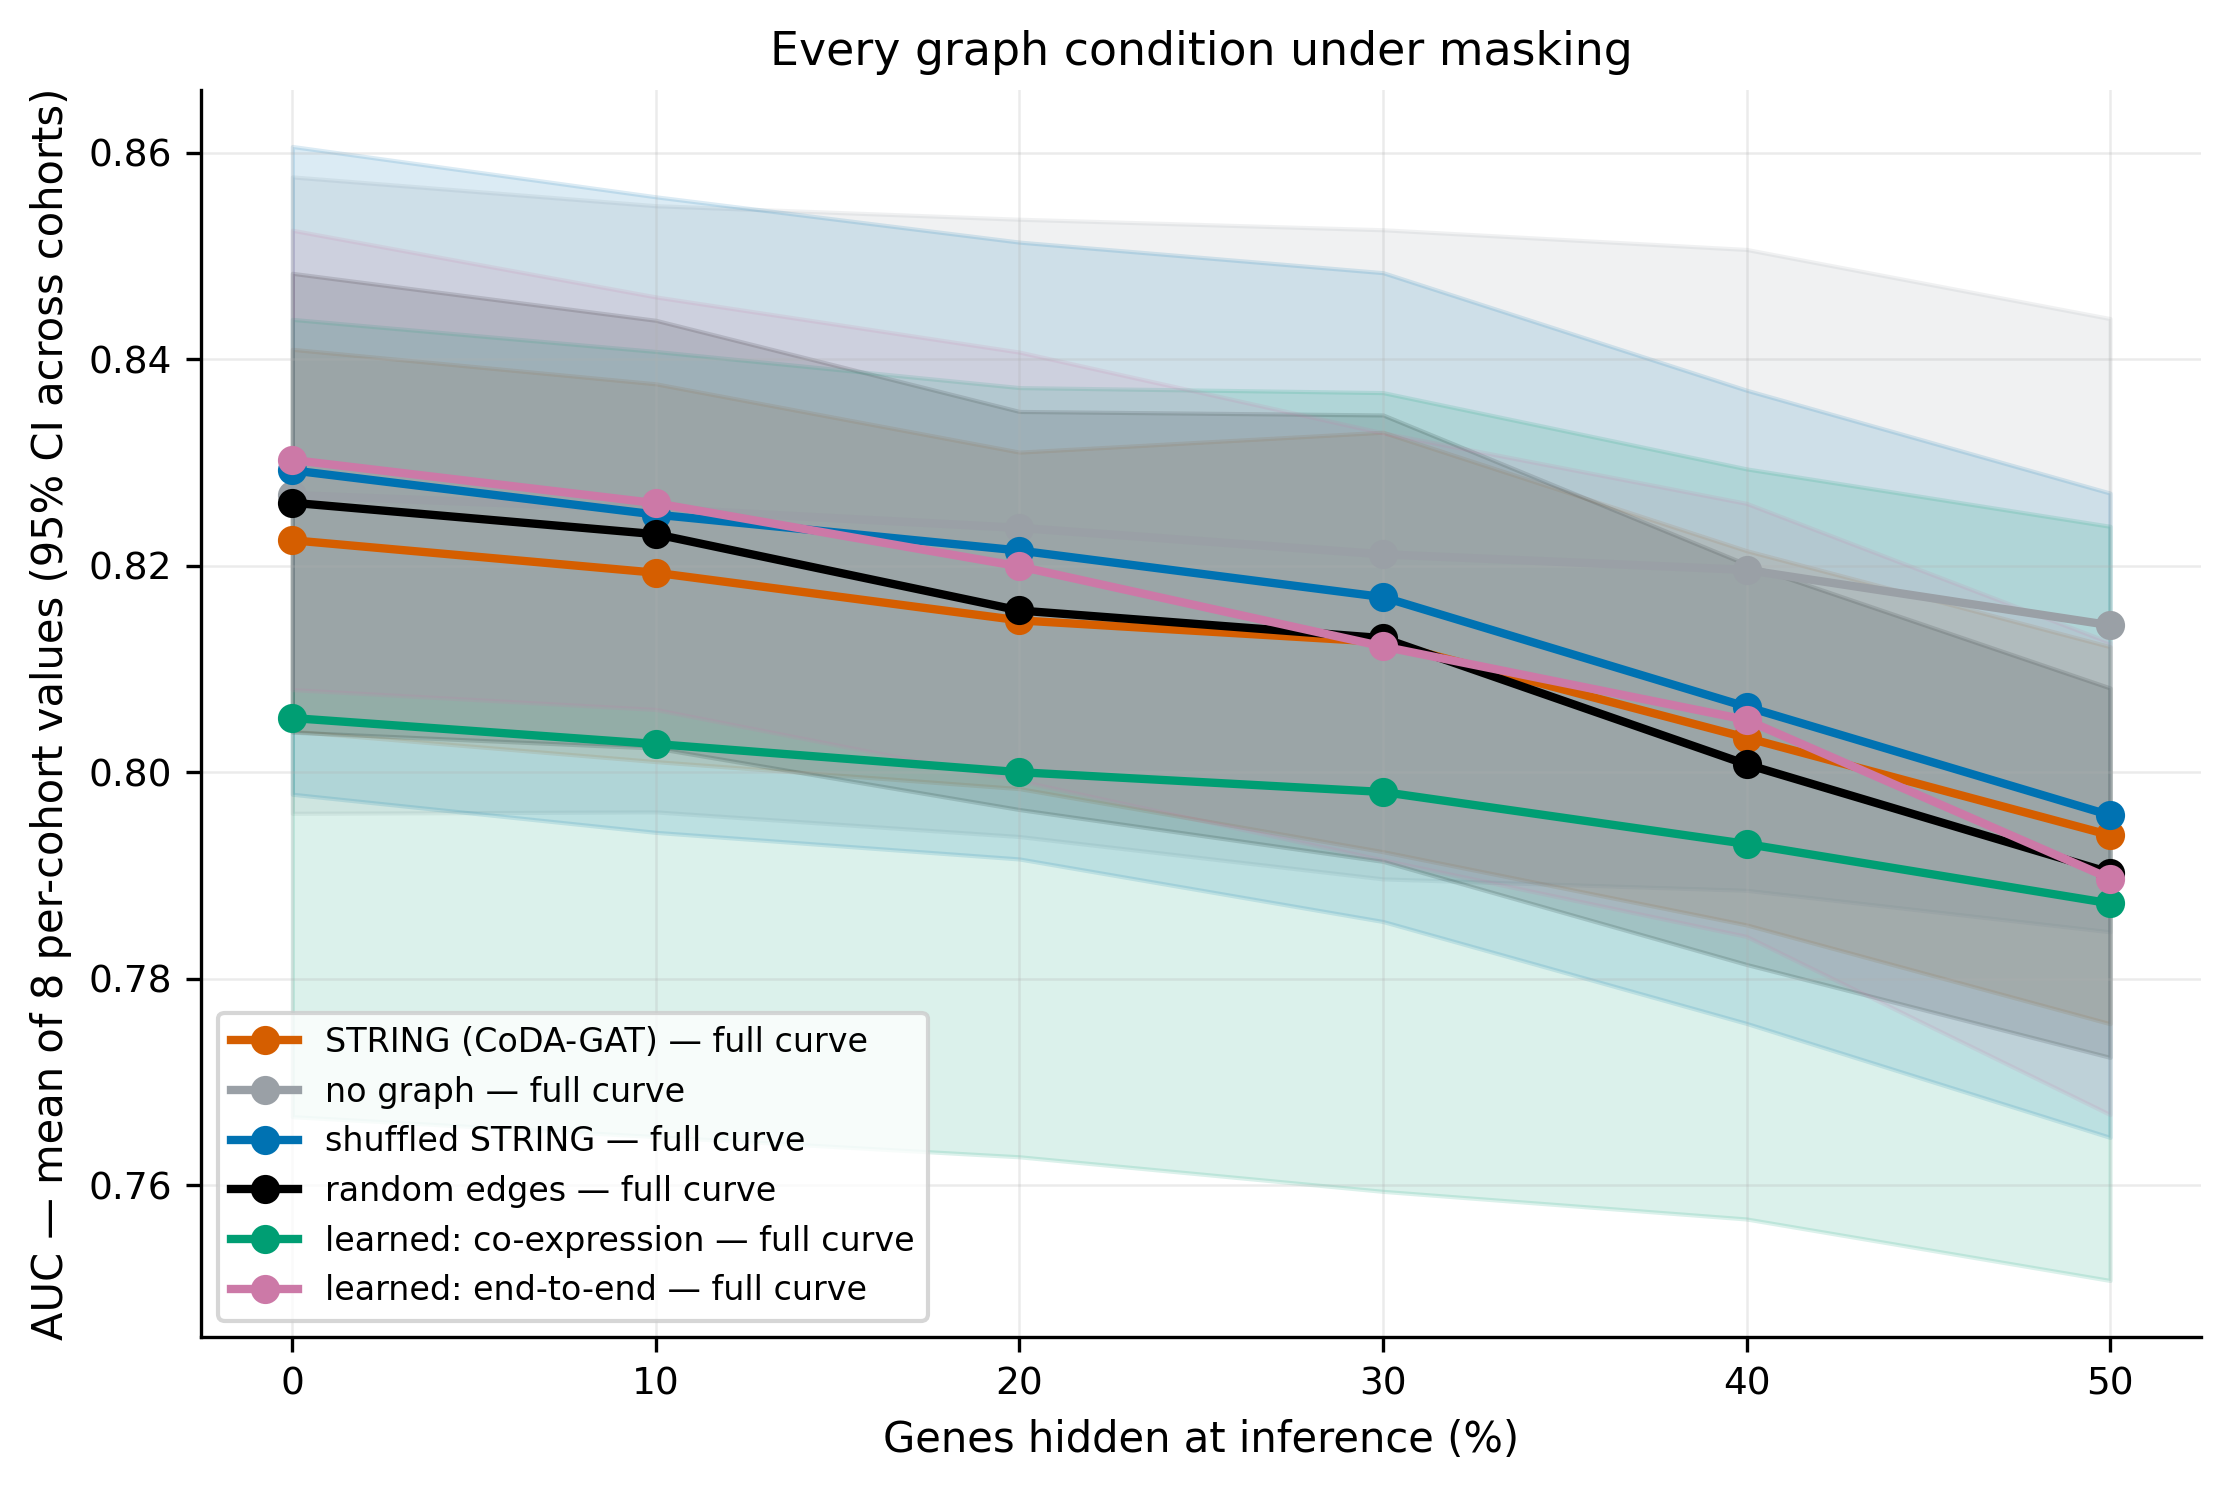 Every graph condition under masking
AUC — mean of 8 per-cohort values (95% CI across cohorts)
0.86
0.84
0.82
0.80
0.78
0.76
STRING (CoDA-GAT) — full curve
no graph — full curve
shuffled STRING — full curve
random edges — full curve
learned: co-expression — full curve
learned: end-to-end — full curve
0 10 20 30 40 50
Genes hidden at inference (%)